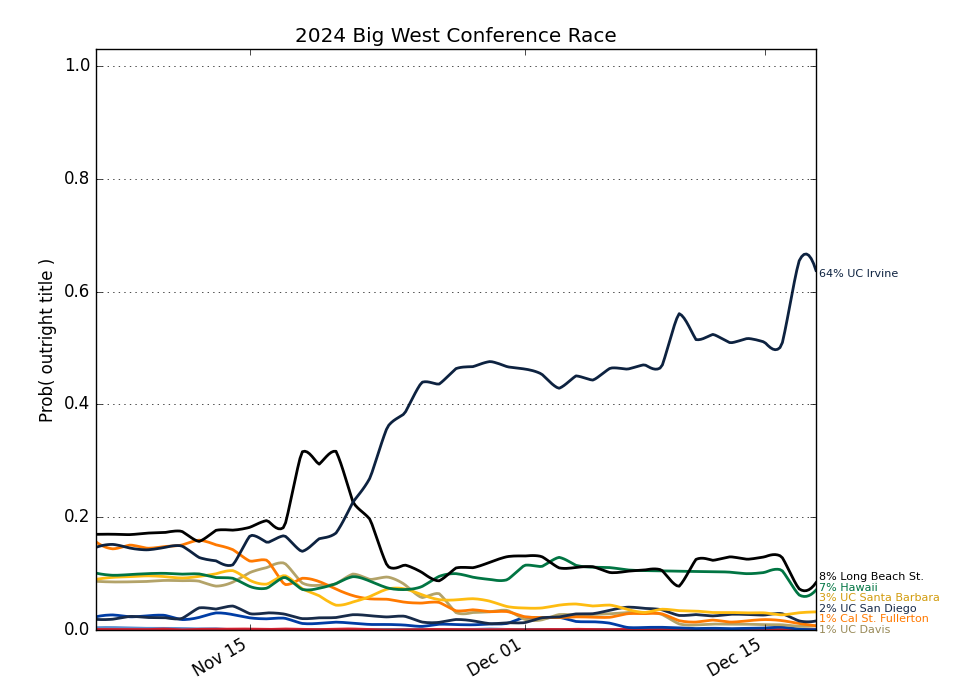 2024 Big West Conference Race
1.0
0.8
0.6
0.4
0.2
0.0
Prob( outright title )
Nov 15
Dec 01
Dec 15
64% UC Irvine
8% Long Beach St.
7% Hawaii
3% UC Santa Barbara
2% UC San Diego
1% Cal St. Fullerton
1% UC Davis